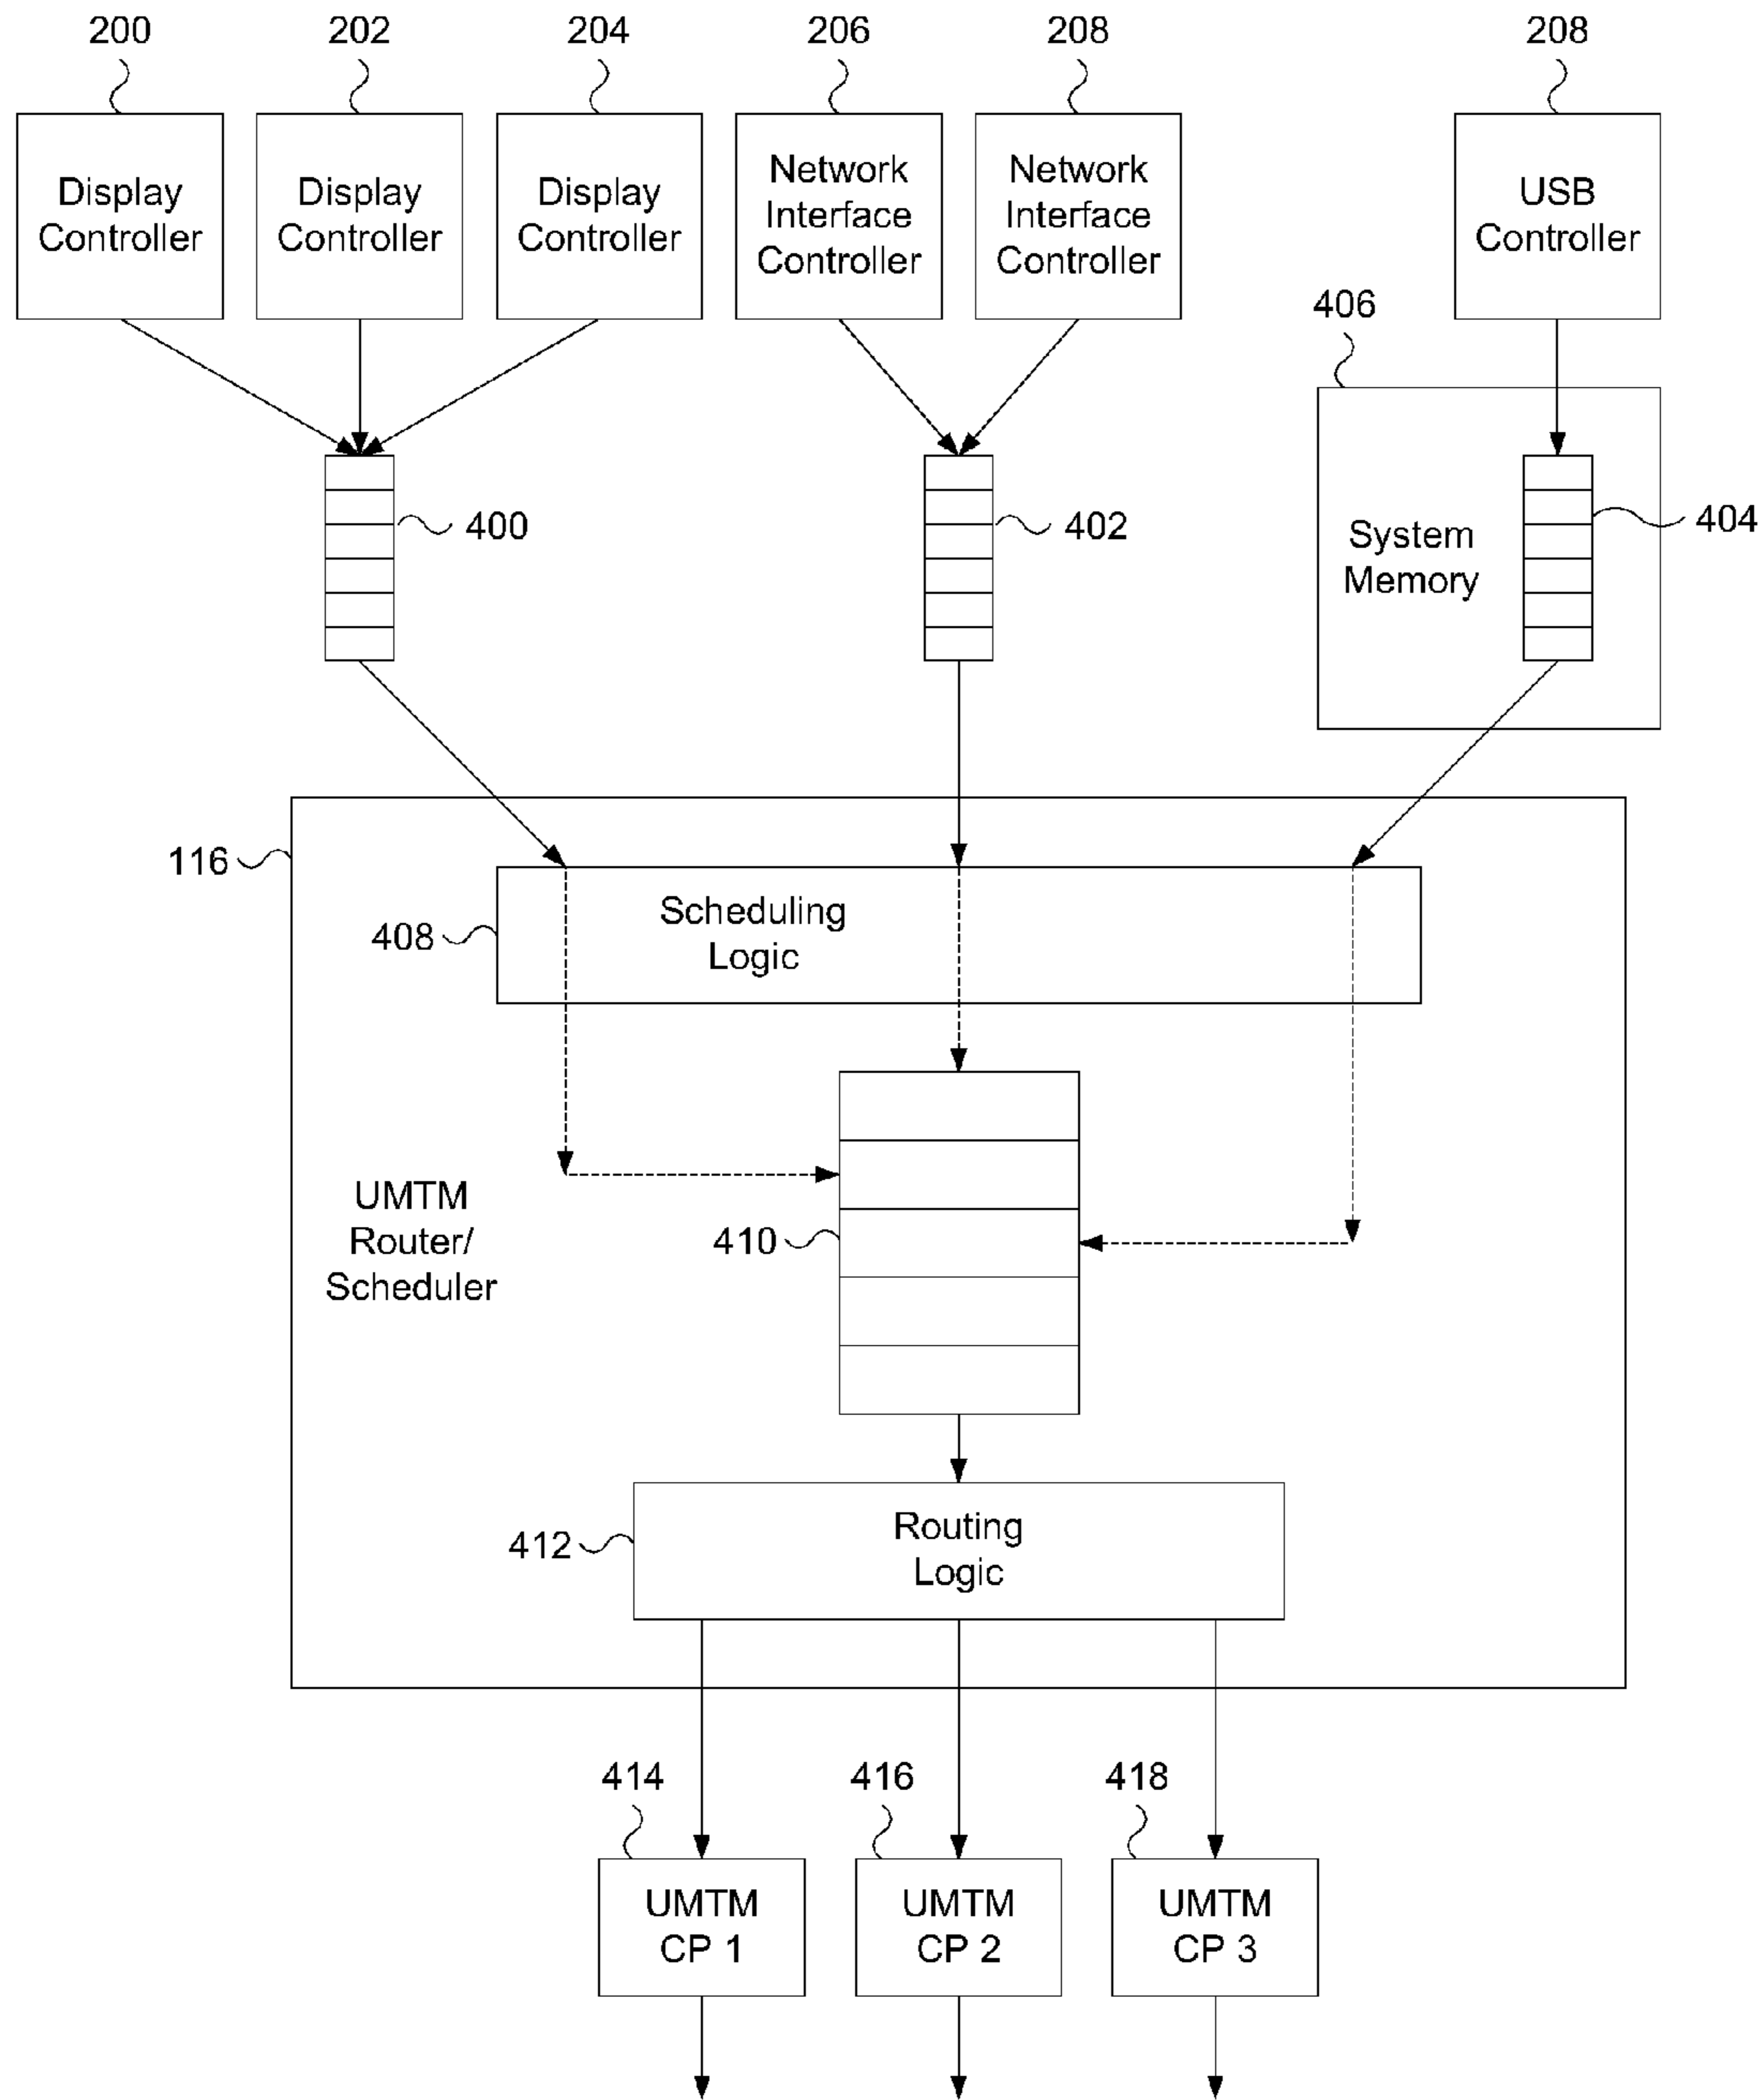 200
202
204
206
208
208
Display
Controller
Display
Controller
Display
Controller
Network
Interface
Controller
Network
Interface
Controller
USB
Controller
406
400
402
System
Memory
404
116
Scheduling
Logic
408
UMTM
Router/
Scheduler
410
Routing
Logic
412
414
416
418
UMTM
CP 1
UMTM
CP 2
UMTM
CP 3